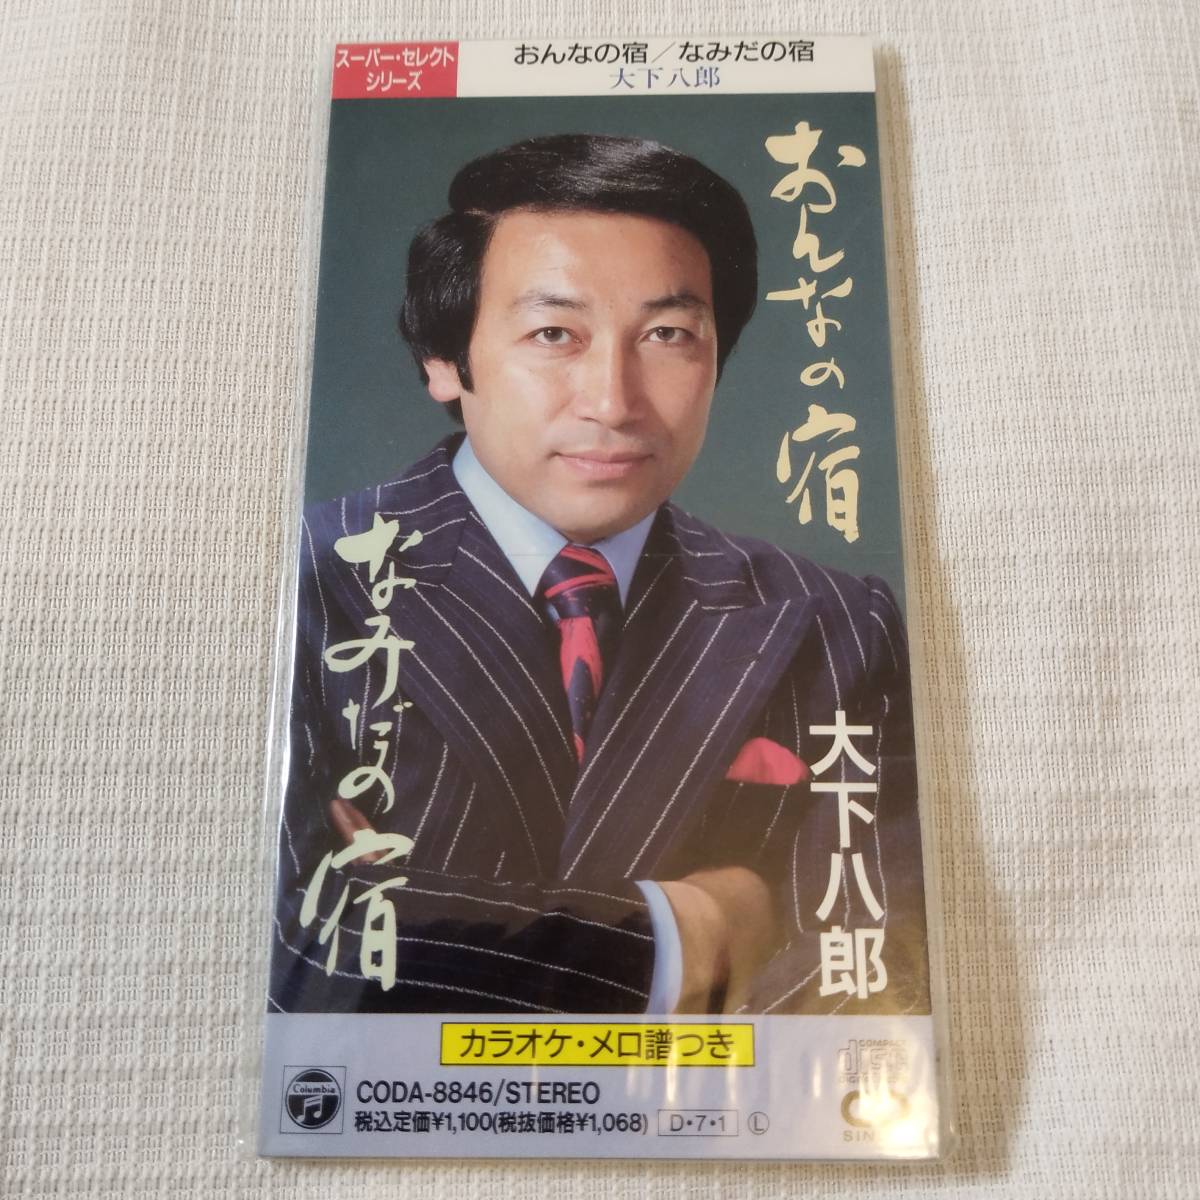 スーパー・セレクト
シリーズ
おんなの宿／なみだの宿
大下八郎
おんなの宿
なみだの宿
大下八郎
カラオケ・メロ譜つき
Columbia
CODA-8846/STEREO
税込定価¥1,100(税抜価格¥1,068) D・7・1 Ⓛ
COMPACT
disc